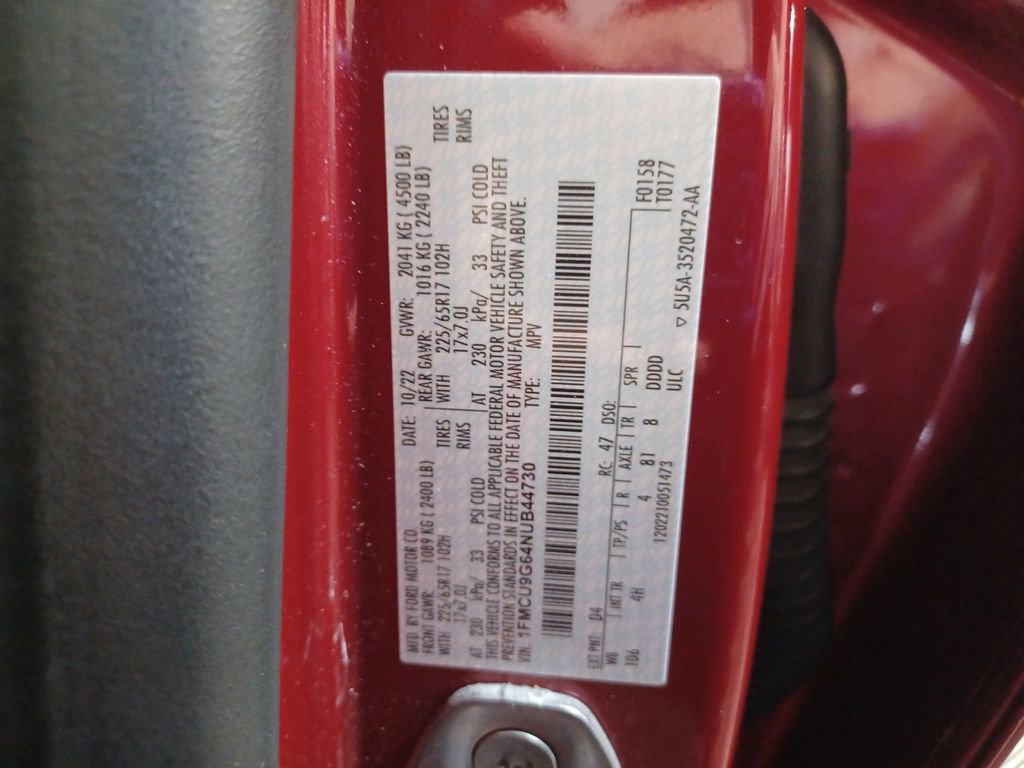 MFD. BY FORD MOTOR CO. DATE: 10/22 GVWR: 2041 KG ( 4500 LB)
FRONT GAWR: 1089 KG ( 2400 LB) REAR GAWR: 1016 KG ( 2240 LB)
WITH 225/65R17 102H TIRES WITH 225/65R17 102H TIRES
17x7.0J RIMS 17x7.0J RIMS
AT 230 kPa/ 33 PSI COLD AT 230 kPa/ 33 PSI COLD
THIS VEHICLE CONFORMS TO ALL APPLICABLE FEDERAL MOTOR VEHICLE SAFETY AND THEFT
PREVENTION STANDARDS IN EFFECT ON THE DATE OF MANUFACTURE SHOWN ABOVE.
VIN: 1FMCU9G64NUB44730 TYPE: MPV
EXT PNT: D4 RC: 47 DSO:
WB INT TR TP/PS R AXLE TR SPR F0158
106 4H 4 8T 8 DDDD T0177
1202210051473 ULC ▽ 5U5A-3520472-AA